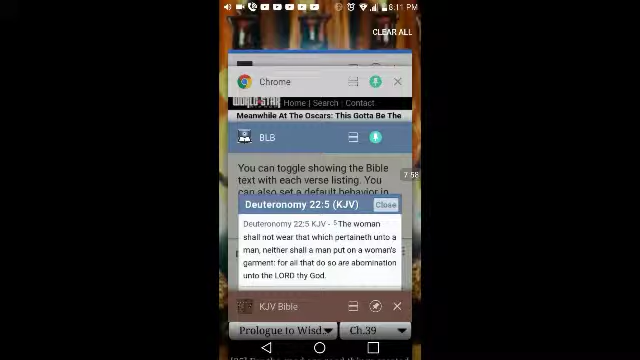 8:11 PM
CLEAR ALL
Chrome
WORLDSTAR Home | Search | Contact
Meanwhile At The Oscars: This Gotta Be The
BLB
You can toggle showing the Bible
text with each verse listing. You
can also set a default behavior in
7:58
Deuteronomy 22:5 (KJV) Close
Deuteronomy 22:5 KJV - 5 The woman
shall not wear that which pertaineth unto a
man, neither shall a man put on a woman's
garment: for all that do so are abomination
unto the LORD thy God.
KJV Bible
Prologue to Wisd. Ch.39